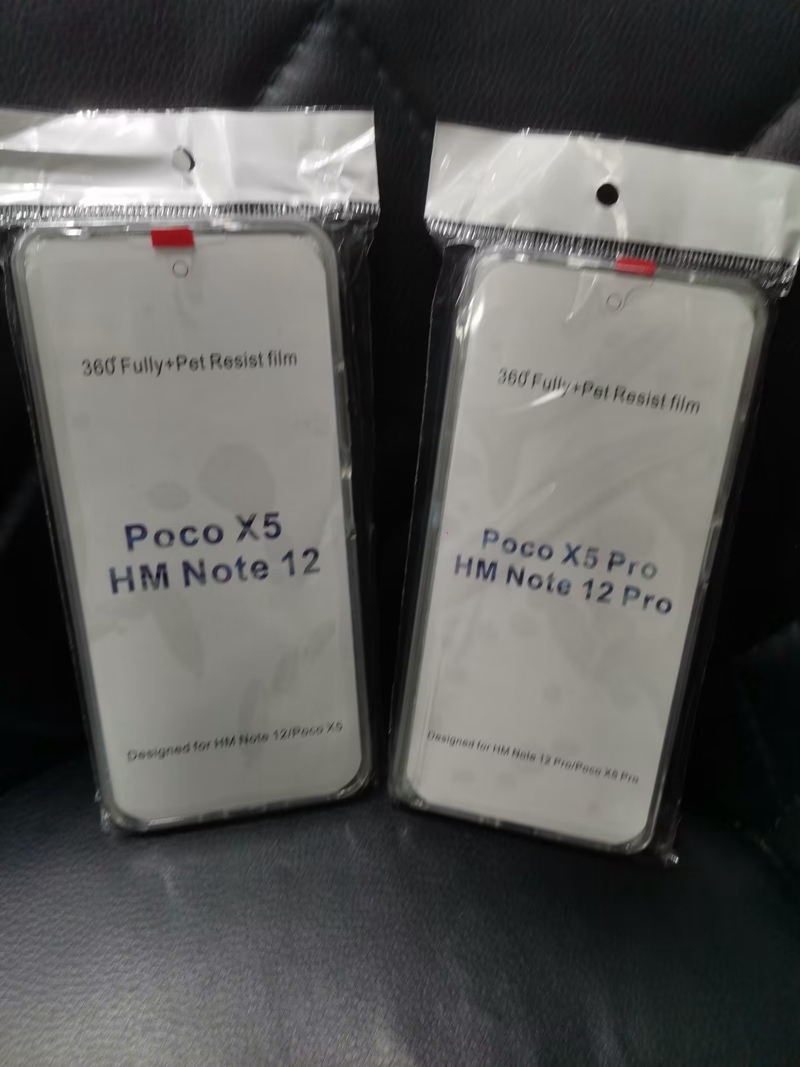 360° Fully+Pet Resist film
Poco X5
HM Note 12
Designed for HM Note 12/Poco X5
360° Fully+Pet Resist film
Poco X5 Pro
HM Note 12 Pro
Designed for HM Note 12 Pro/Poco X5 Pro